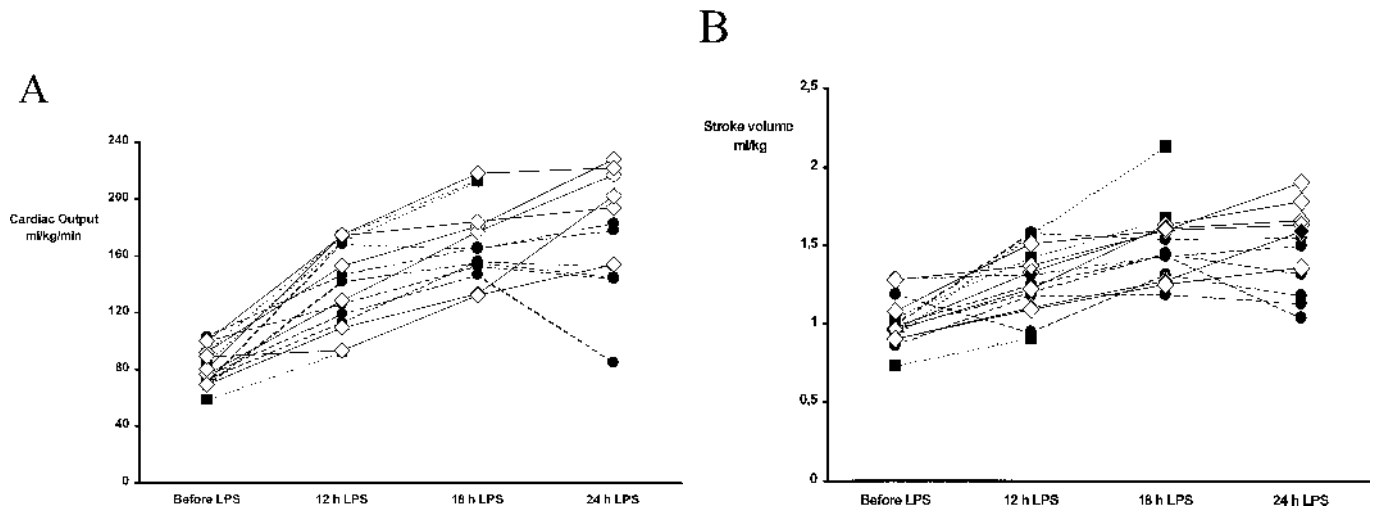 A
Cardiac Output
ml/kg/min
240
200
160
120
80
40
0
Before LPS 12 h LPS 18 h LPS 24 h LPS
B
Stroke volume
ml/kg
2,5
2
1,5
1
0,5
0
Before LPS 12 h LPS 18 h LPS 24 h LPS